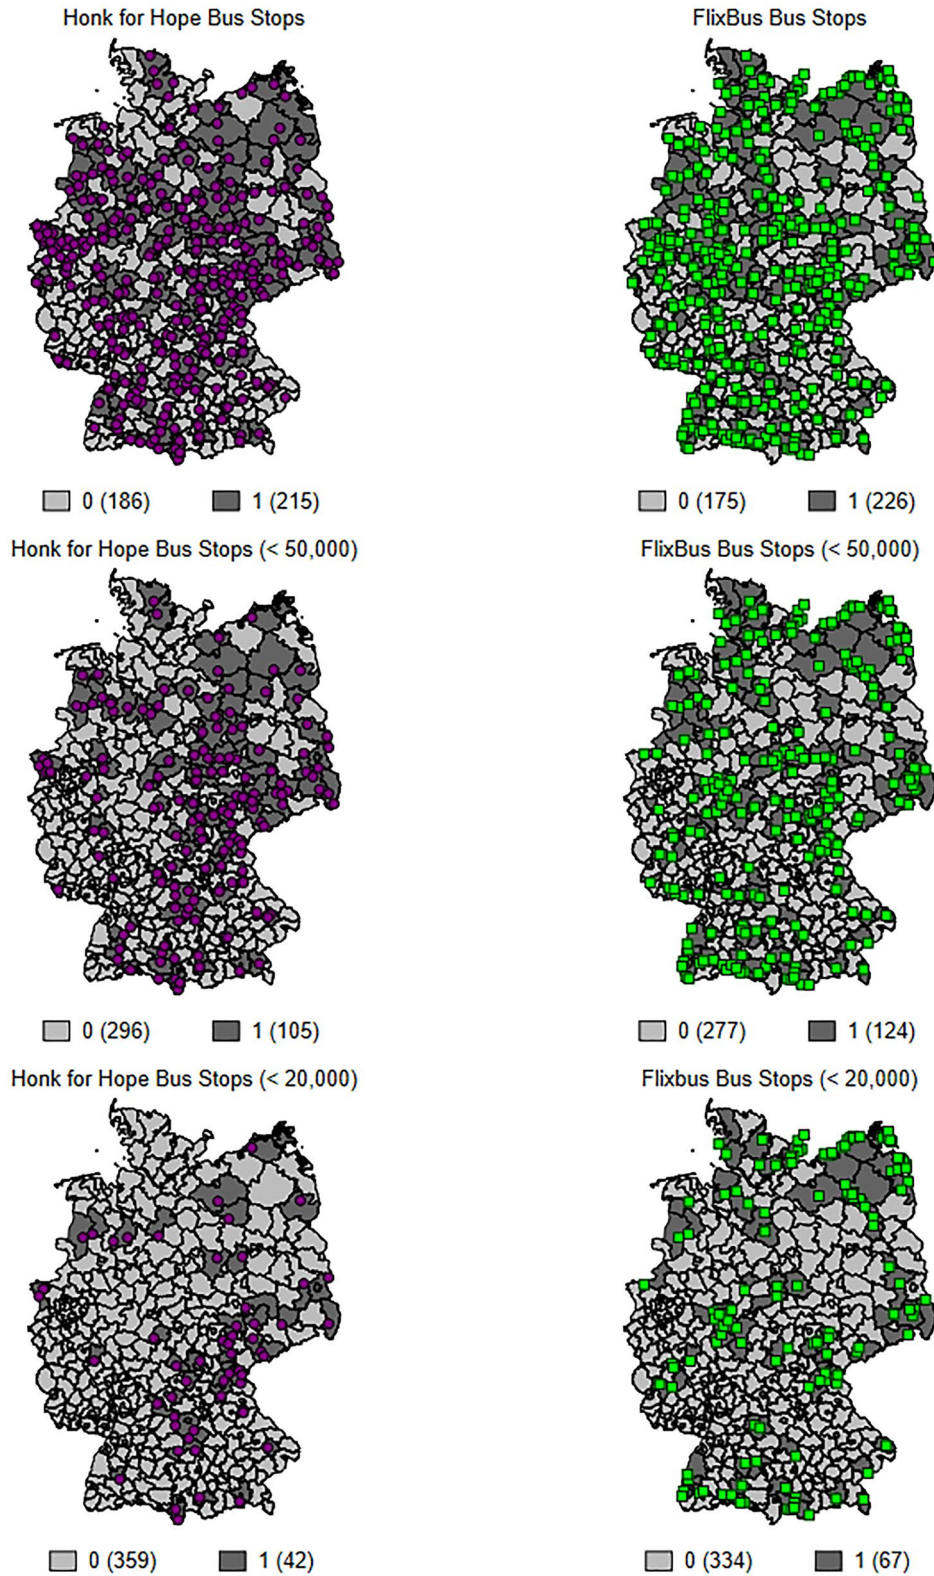 Honk for Hope Bus Stops
FlixBus Bus Stops
0 (186)
1 (215)
0 (175)
1 (226)
Honk for Hope Bus Stops (< 50,000)
FlixBus Bus Stops (< 50,000)
0 (296)
1 (105)
0 (277)
1 (124)
Honk for Hope Bus Stops (< 20,000)
Flixbus Bus Stops (< 20,000)
0 (359)
1 (42)
0 (334)
1 (67)